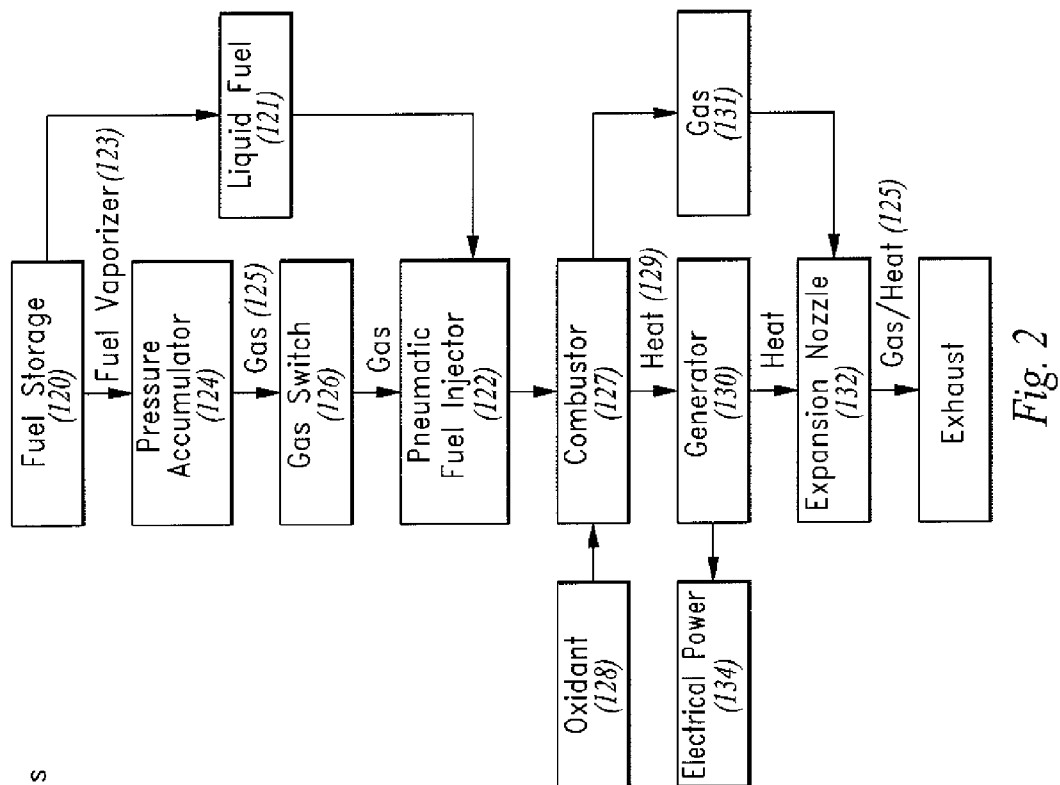 Fuel Storage
(120)
Fuel Vaporizer (123)
Liquid Fuel
(121)
Pressure
Accumulator
(124)
Gas (125)
Gas Switch
(126)
Gas
Pneumatic
Fuel Injector
(122)
Oxidant
(128)
Combustor
(127)
Gas
(131)
Heat (129)
Electrical Power
(134)
Generator
(130)
Heat
Expansion Nozzle
(132)
Gas/Heat (125)
Exhaust
Fig. 2
s